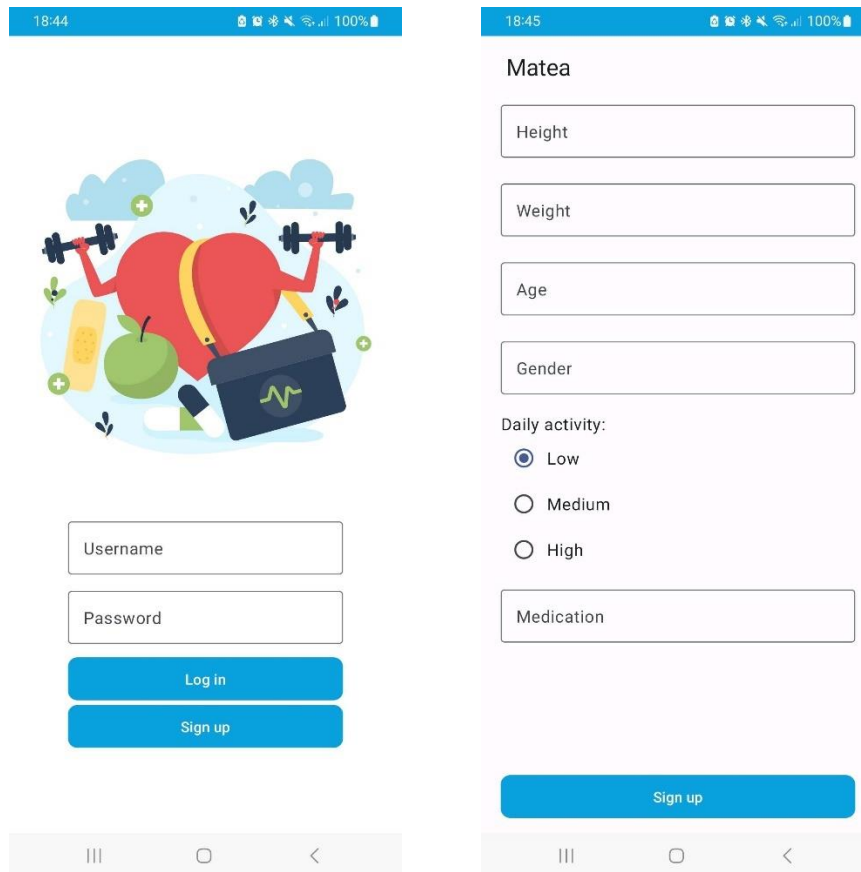 18:44
100%
Username
Password
Log in
Sign up
18:45
100%
Matea
Height
Weight
Age
Gender
Daily activity:
Low
Medium
High
Medication
Sign up